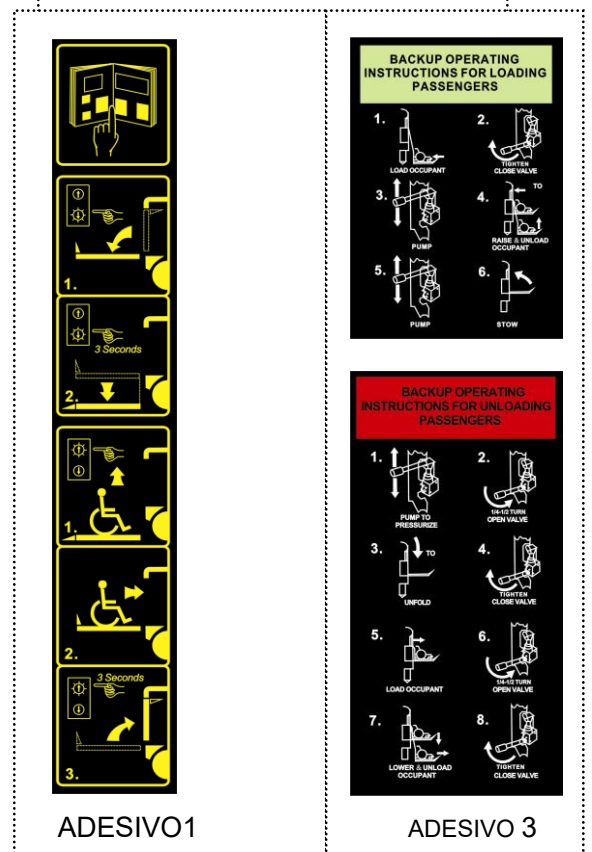 1.
3 Seconds
2.
1.
2.
3 Seconds
3.
ADESIVO1
BACKUP OPERATING
INSTRUCTIONS FOR LOADING
PASSENGERS
1.
LOAD OCCUPANT
2.
TIGHTEN
CLOSE VALVE
3.
PUMP
4.
TO
RAISE & UNLOAD
OCCUPANT
5.
PUMP
6.
STOW
BACKUP OPERATING
INSTRUCTIONS FOR UNLOADING
PASSENGERS
1.
PUMP TO
PRESSURIZE
2.
1/4-1/2 TURN
OPEN VALVE
3.
TO
UNFOLD
4.
TIGHTEN
CLOSE VALVE
5.
LOAD OCCUPANT
6.
1/4-1/2 TURN
OPEN VALVE
7.
LOWER & UNLOAD
OCCUPANT
8.
TIGHTEN
CLOSE VALVE
ADESIVO 3